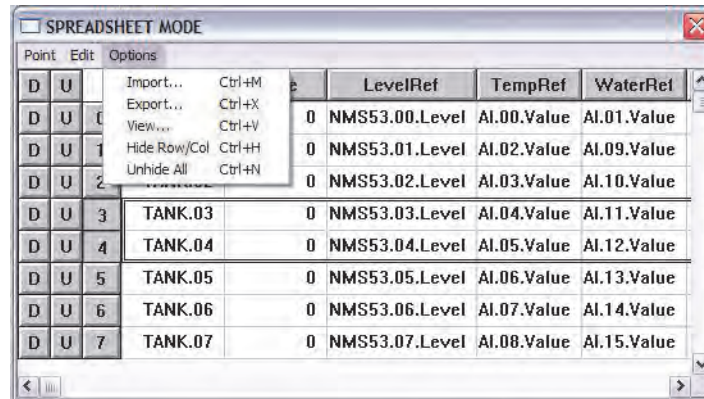 SPREADSHEET MODE
Point Edit Options
Import... Ctrl+M
Export... Ctrl+X
View... Ctrl+V
Hide Row/Col Ctrl+H
Unhide All Ctrl+N
D U LevelRef TempRef WaterRef
D U 0 NMS53.00.Level AI.00.Value AI.01.Value
D U 1 0 NMS53.01.Level AI.02.Value AI.09.Value
D U 2 0 NMS53.02.Level AI.03.Value AI.10.Value
D U 3 TANK.03 0 NMS53.03.Level AI.04.Value AI.11.Value
D U 4 TANK.04 0 NMS53.04.Level AI.05.Value AI.12.Value
D U 5 TANK.05 0 NMS53.05.Level AI.06.Value AI.13.Value
D U 6 TANK.06 0 NMS53.06.Level AI.07.Value AI.14.Value
D U 7 TANK.07 0 NMS53.07.Level AI.08.Value AI.15.Value